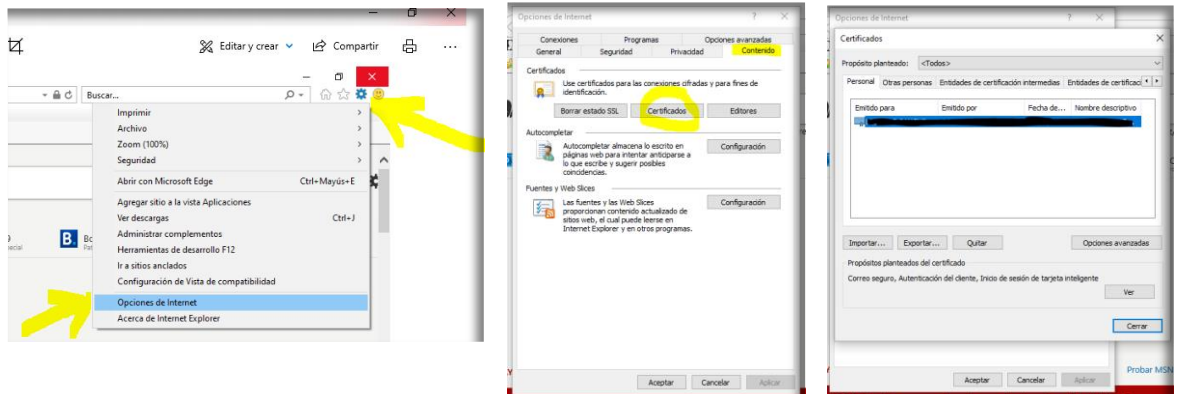 Editar y crear
Compartir
...
Buscar...
Imprimir
Archivo
Zoom (100%)
Seguridad
Abrir con Microsoft Edge Ctrl+Mayús+E
Agregar sitio a la vista Aplicaciones
Ver descargas Ctrl+J
Administrar complementos
Herramientas de desarrollo F12
Ir a sitios anclados
Configuración de Vista de compatibilidad
Opciones de Internet
Acerca de Internet Explorer
B.
Opciones de Internet ? X
Conexiones Programas Opciones avanzadas
General Seguridad Privacidad Contenido
Certificados
Use certificados para las conexiones cifradas y para fines de
identificación.
Borrar estado SSL Certificados Editores
Autocompletar
Autocompletar almacena lo escrito en
páginas web para intentar anticiparse a
lo que escribe y sugerir posibles
coincidencias.
Configuración
Fuentes y Web Slices
Las fuentes y las Web Slices
proporcionan contenido actualizado de
sitios web, el cual puede leerse en
Internet Explorer y en otros programas.
Configuración
Aceptar Cancelar Aplicar
Opciones de Internet ? X
Certificados X
Propósito planteado: <Todos>
Personal Otras personas Entidades de certificación intermedias Entidades de certificac
Emitido para Emitido por Fecha de... Nombre descriptivo
Importar... Exportar... Quitar Opciones avanzadas
Propósitos planteados del certificado
Correo seguro, Autenticación del cliente, Inicio de sesión de tarjeta inteligente
Ver
Cerrar
Aceptar Cancelar Aplicar
Probar MSN